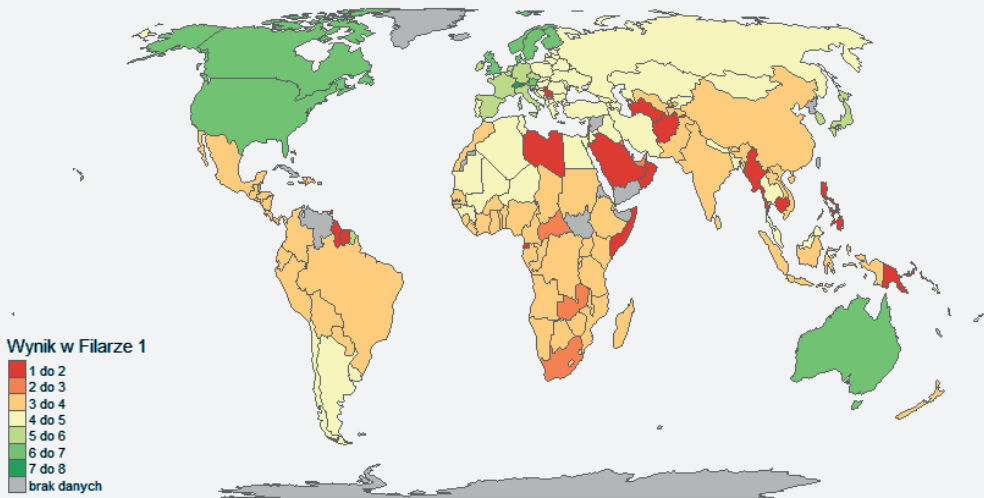 Wynik w Filarze 1
1 do 2
2 do 3
3 do 4
4 do 5
5 do 6
6 do 7
7 do 8
brak danych